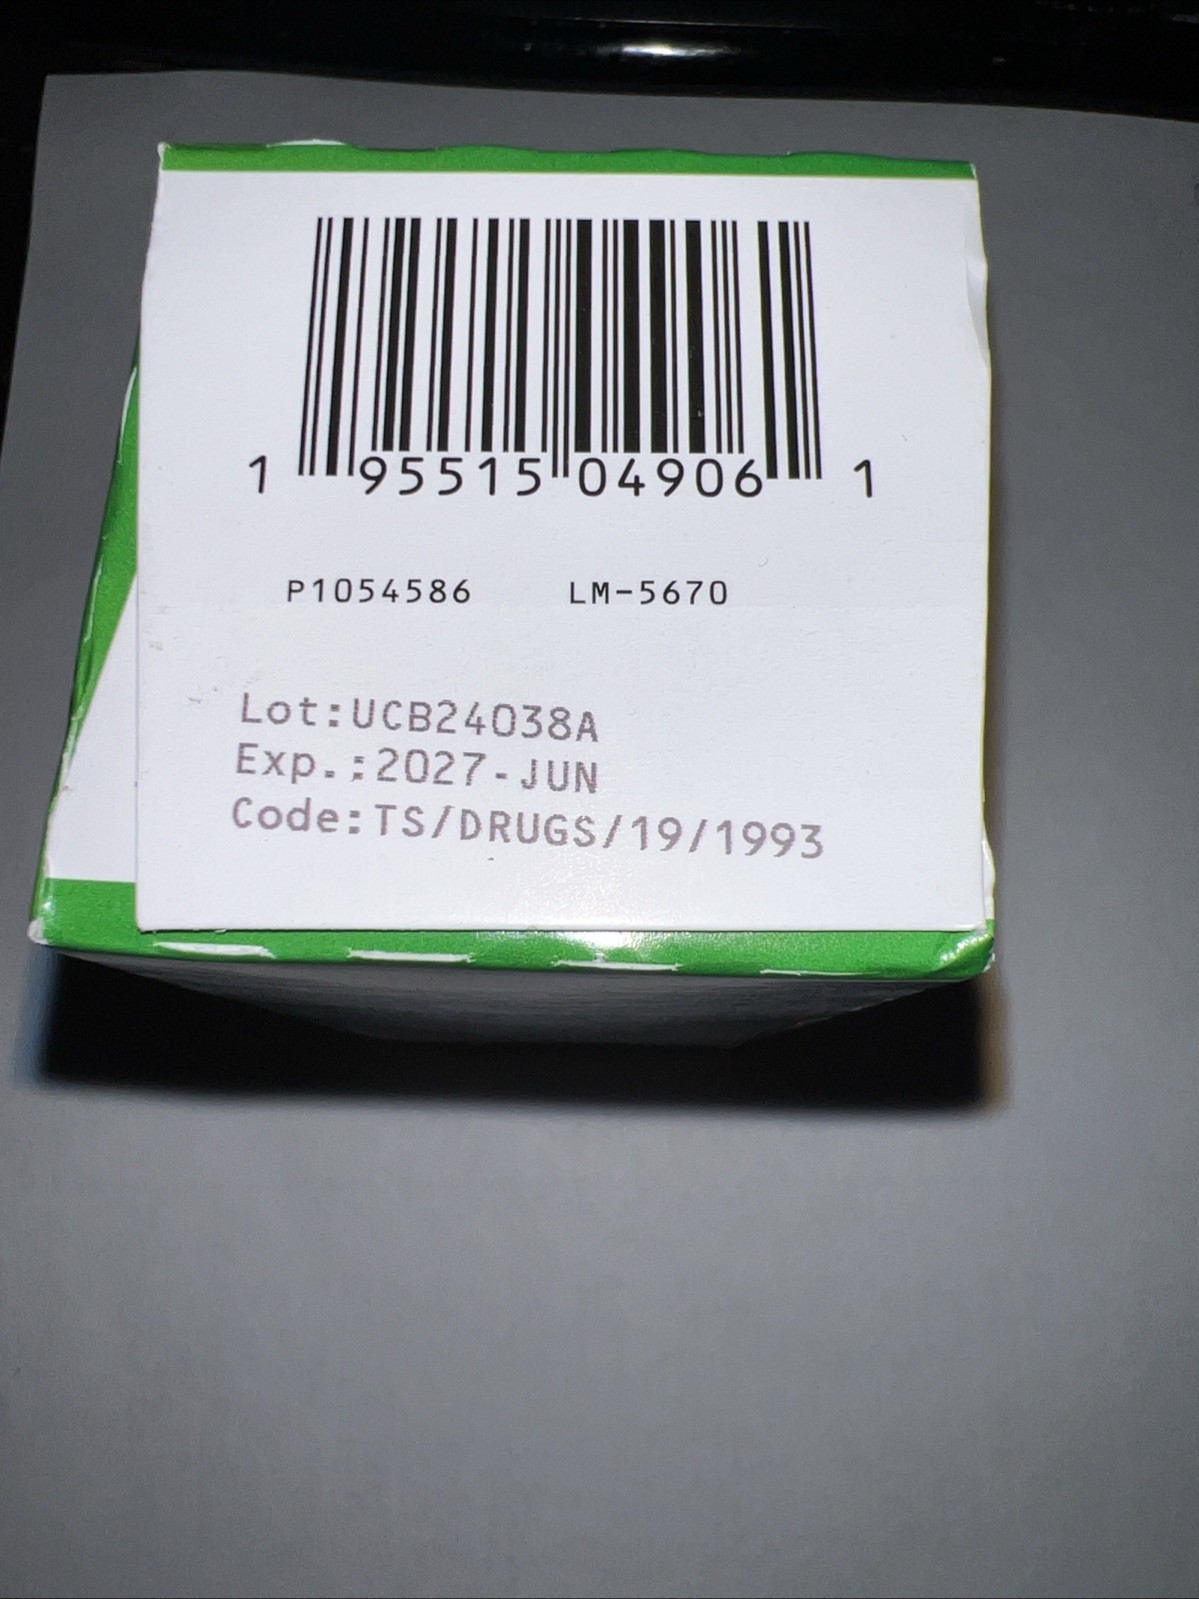 1 95515 04906 1
P1054586 LM-5670
Lot:UCB24038A
Exp.:2027-JUN
Code:TS/DRUGS/19/1993